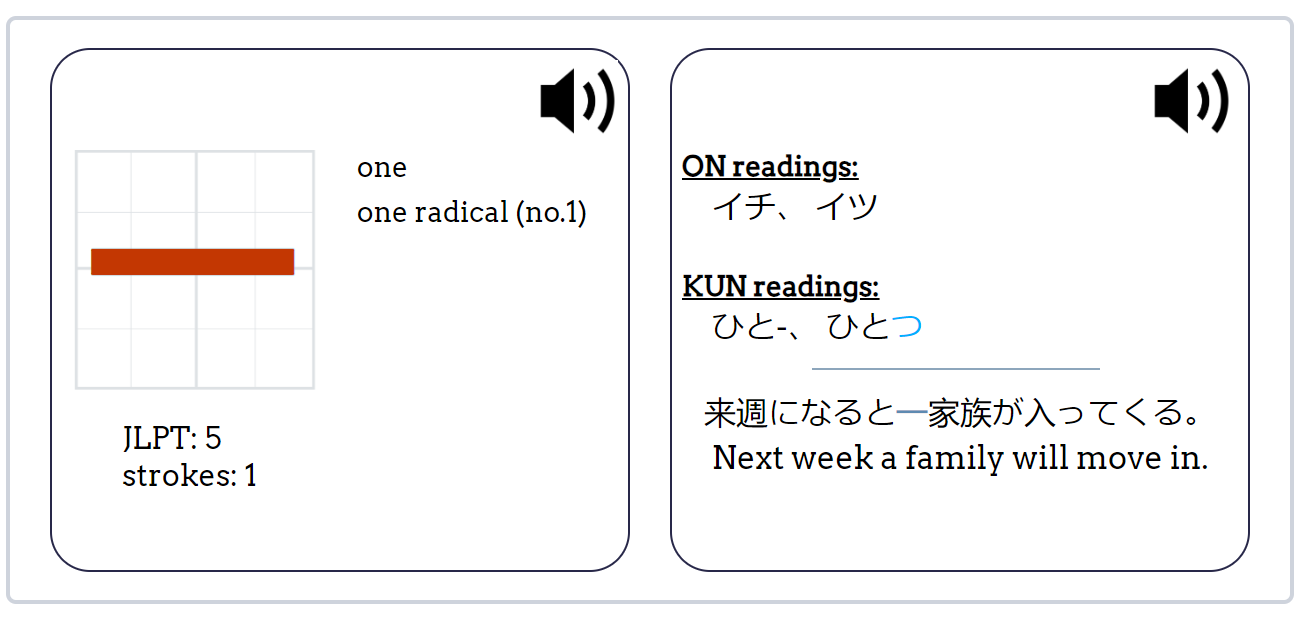 一
one
one radical (no.1)
JLPT: 5
strokes: 1
ON readings:
イチ、 イツ
KUN readings:
ひと-、 ひとつ
来週になると一家族が入ってくる。
Next week a family will move in.